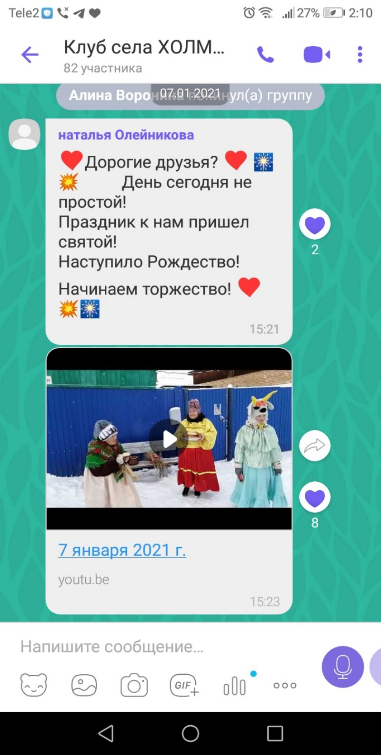 Tele2 27% 2:10
Клуб села ХОЛМ...
82 участника
07.01.2021
Алина Воро нул(а) группу
наталья Олейникова
Дорогие друзья?
День сегодня не
простой!
Праздник к нам пришел
святой!
Наступило Рождество!
Начинаем торжество!
15:21
2
8
7 января 2021 г.
youtu.be
15:23
Напишите сообщение...
GIF